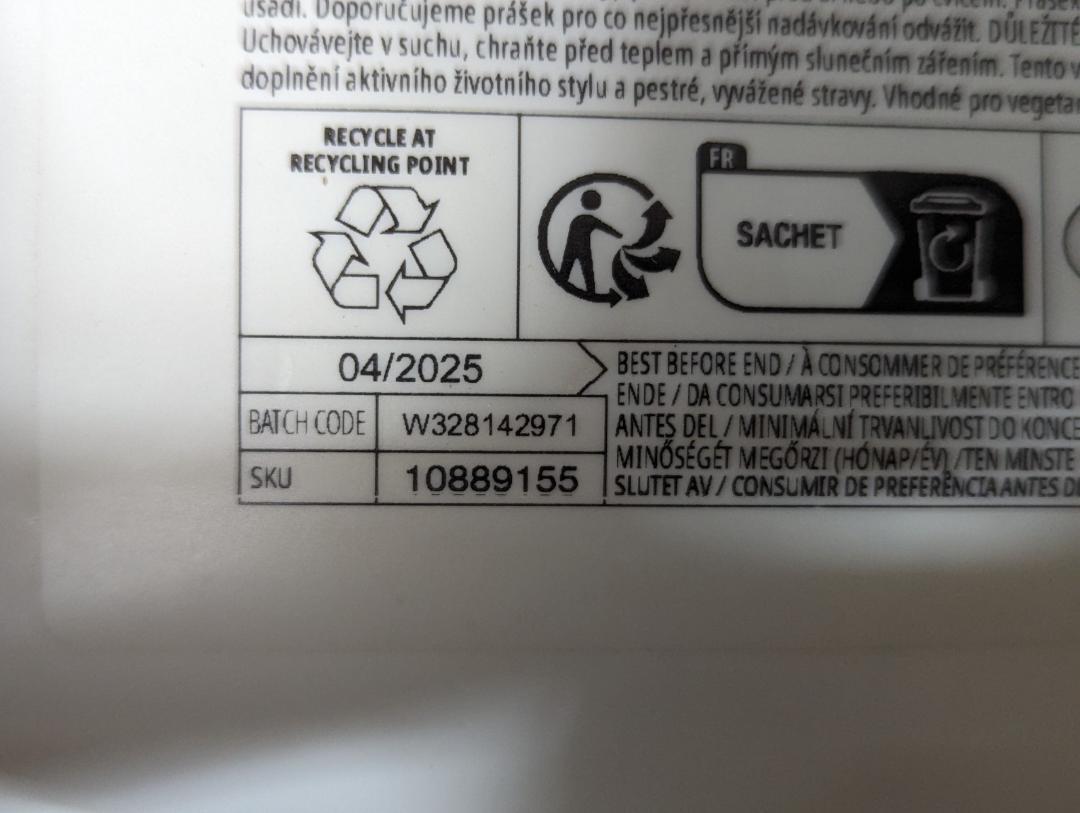 usadí. Doporučujeme prášek pro co nejpřesnější nadávkování odvážit. DŮLEŽITÉ
Uchovávejte v suchu, chraňte před teplem a přímým slunečním zářením. Tento v
doplnění aktivního životního stylu a pestré, vyvážené stravy. Vhodné pro vegeta
RECYCLE AT
RECYCLING POINT
FR
SACHET
04/2025
BATCH CODE W328142971
SKU 10889155
BEST BEFORE END / À CONSOMMER DE PRÉFÉRENCE
ENDE / DA CONSUMARSI PREFERIBILMENTE ENTRO
ANTES DEL / MINIMÁLNÍ TRVANLIVOST DO KONCE
MINŐSÉGÉT MEGŐRZI (HÓNAP/ÉV) / TEN MINSTE
SLUTET AV / CONSUMIR DE PREFERÊNCIA ANTES D